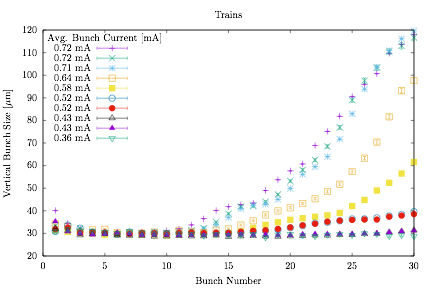 Trains
Avg. Bunch Current [mA]
0.72 mA
0.72 mA
0.71 mA
0.64 mA
0.58 mA
0.52 mA
0.52 mA
0.43 mA
0.43 mA
0.36 mA
Vertical Bunch Size [μm]
120
110
100
90
80
70
60
50
40
30
20
0 5 10 15 20 25 30
Bunch Number